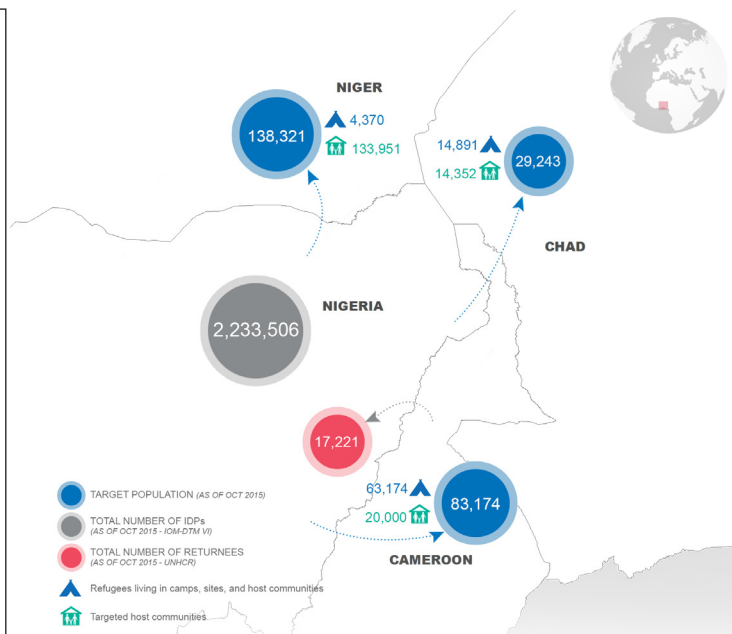 NIGER
138,321
4,370
133,951
14,891
14,352
29,243
CHAD
NIGERIA
2,233,506
17,221
63,174
20,000
83,174
CAMEROON
TARGET POPULATION (AS OF OCT 2015)
TOTAL NUMBER OF IDPs
(AS OF OCT 2015 - IOM-DTM VI)
TOTAL NUMBER OF RETURNEES
(AS OF OCT 2015 - UNHCR)
Refugees living in camps, sites, and host communities
Targeted host communities